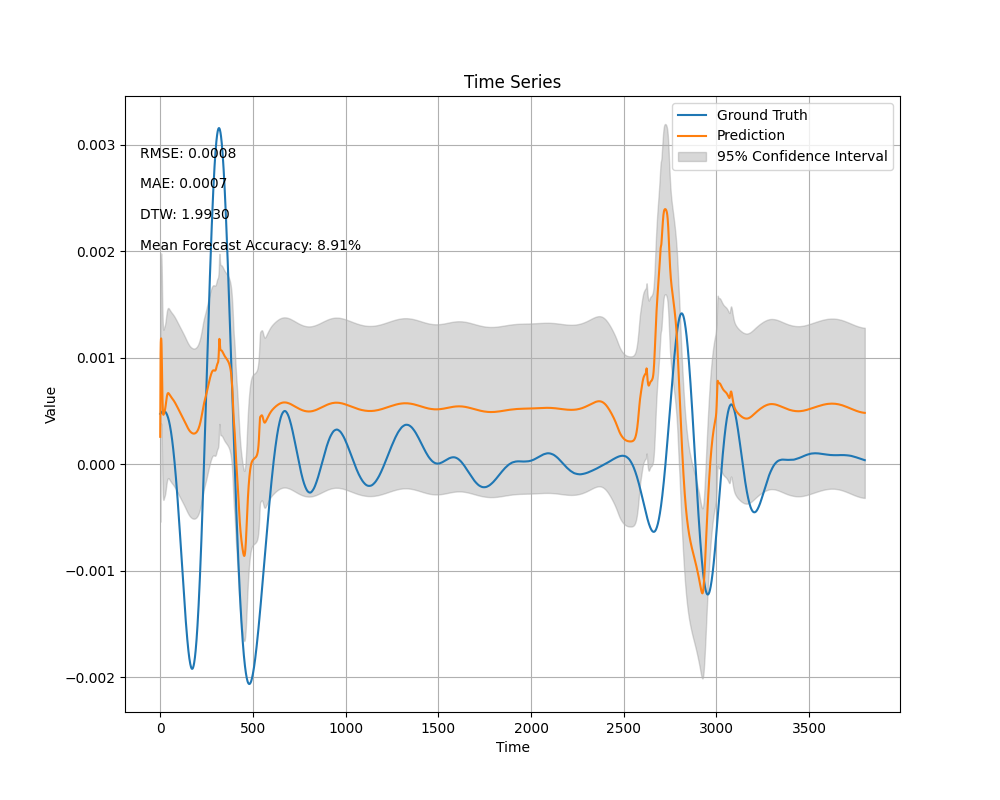 Time Series
Ground Truth
Prediction
95% Confidence Interval
RMSE: 0.0008
MAE: 0.0007
DTW: 1.9930
Mean Forecast Accuracy: 8.91%
0.003
0.002
0.001
0.000
−0.001
−0.002
Value
0
500
1000
1500
2000
2500
3000
3500
Time